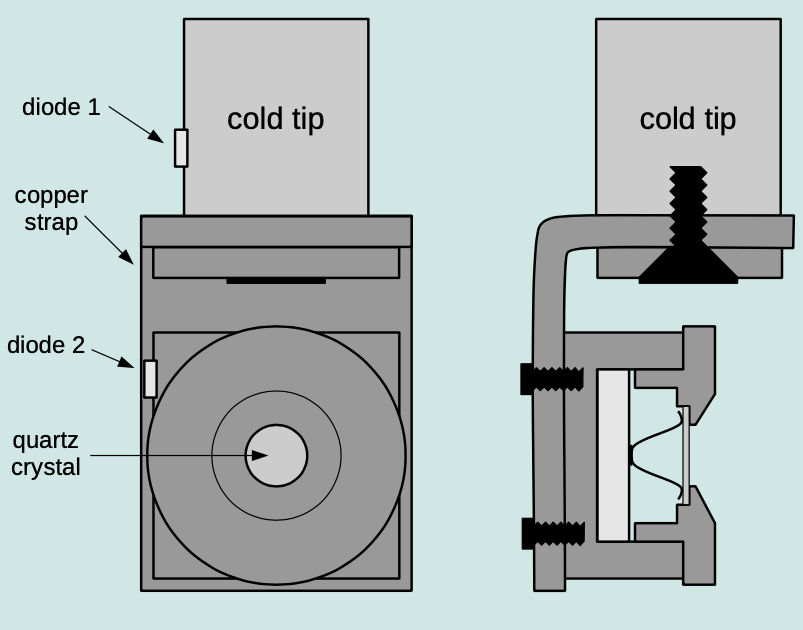 cold tip
cold tip
diode 1
copper
strap
diode 2
quartz
crystal